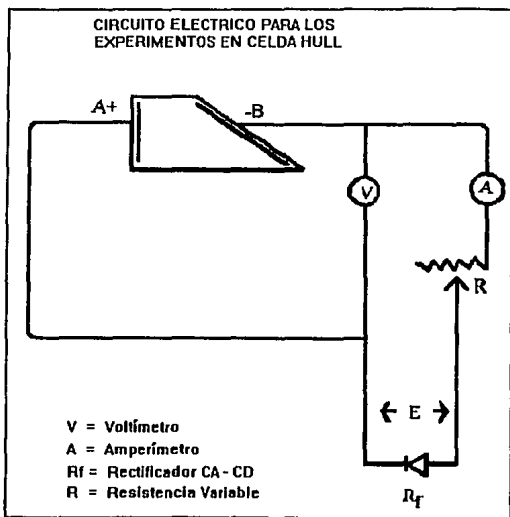 CIRCUITO ELECTRICO PARA LOS
EXPERIMENTOS EN CELDA HULL
A+
-B
V
A
R
E
Rf
V = Voltímetro
A = Amperímetro
Rf = Rectificador CA - CD
R = Resistencia Variable